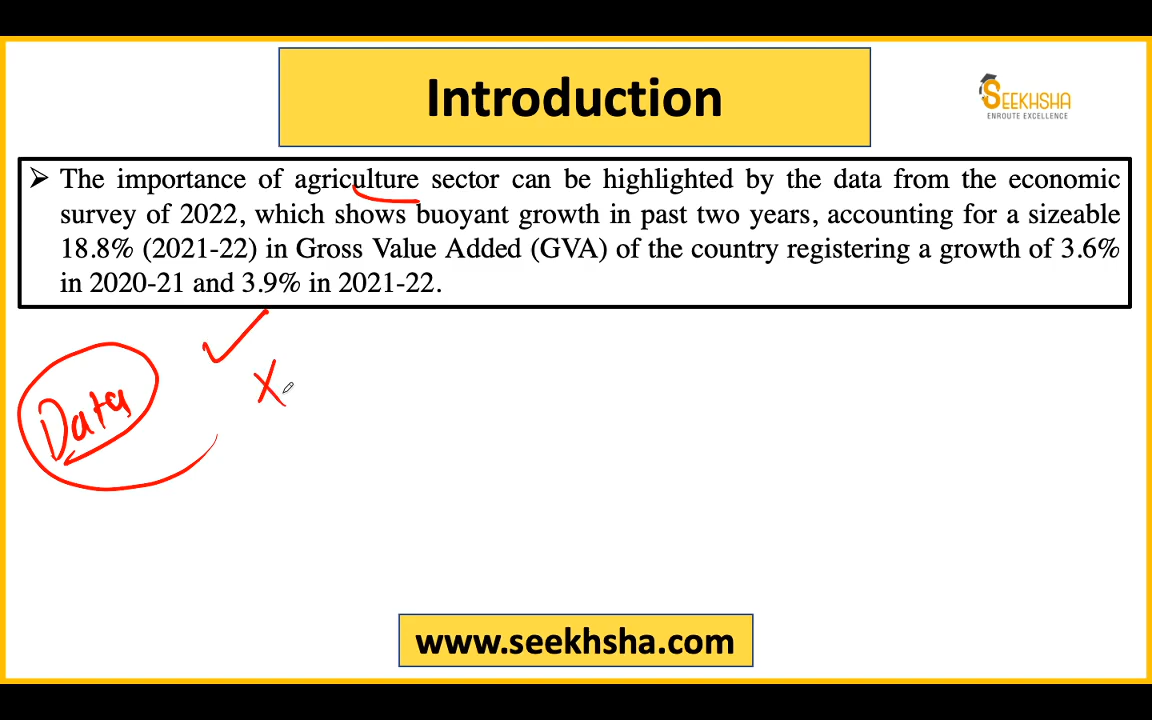 Introduction
SEEKHSHA
ENROUTE EXCELLENCE
➤ The importance of agriculture sector can be highlighted by the data from the economic
survey of 2022, which shows buoyant growth in past two years, accounting for a sizeable
18.8% (2021-22) in Gross Value Added (GVA) of the country registering a growth of 3.6%
in 2020-21 and 3.9% in 2021-22.
Data
www.seekhsha.com